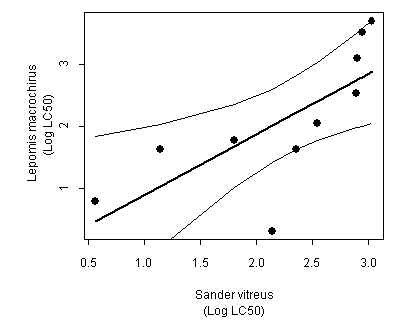 Lepomis macrochirus
(Log LC50)
3
2
1
0.5 1.0 1.5 2.0 2.5 3.0
Sander vitreus
(Log LC50)